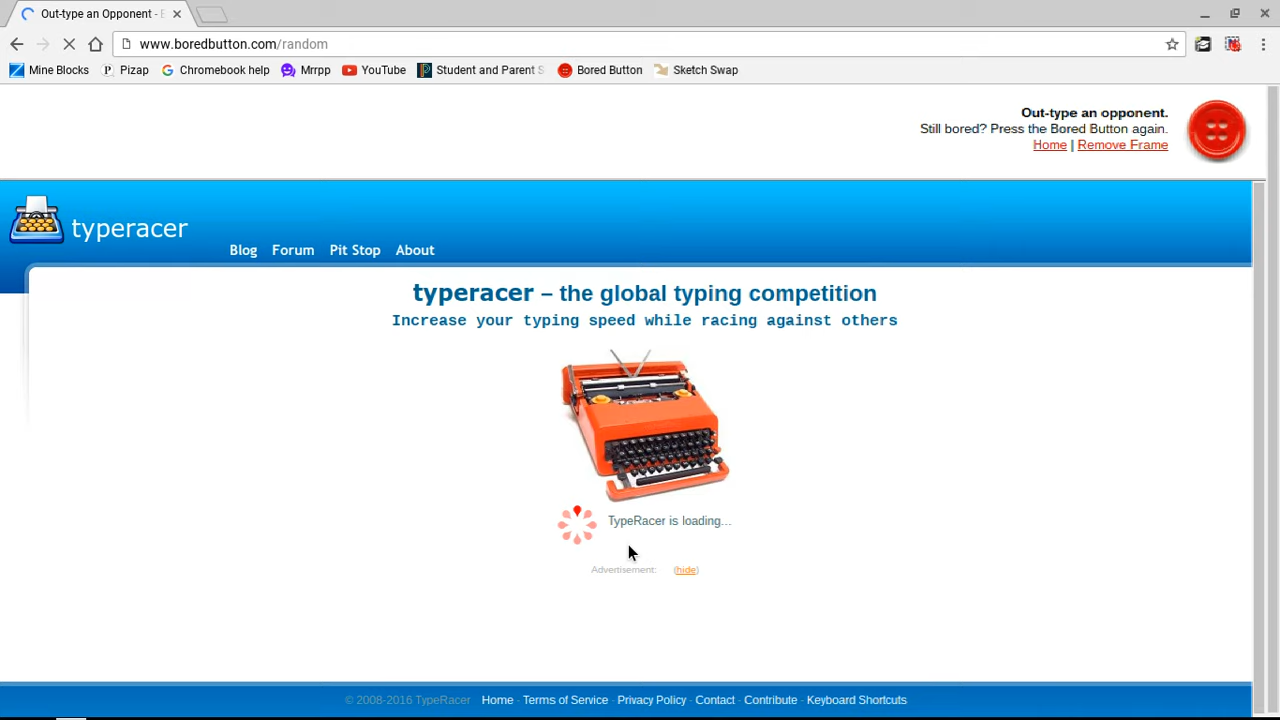 Out-type an Opponent -
www.boredbutton.com/random
Mine Blocks Pizap Chromebook help Mrrpp YouTube Student and Parent S Bored Button Sketch Swap
Out-type an opponent.
Still bored? Press the Bored Button again.
Home | Remove Frame
typeracer
Blog Forum Pit Stop About
typeracer – the global typing competition
Increase your typing speed while racing against others
TypeRacer is loading...
Advertisement: (hide)
© 2008-2016 TypeRacer Home - Terms of Service - Privacy Policy - Contact - Contribute - Keyboard Shortcuts